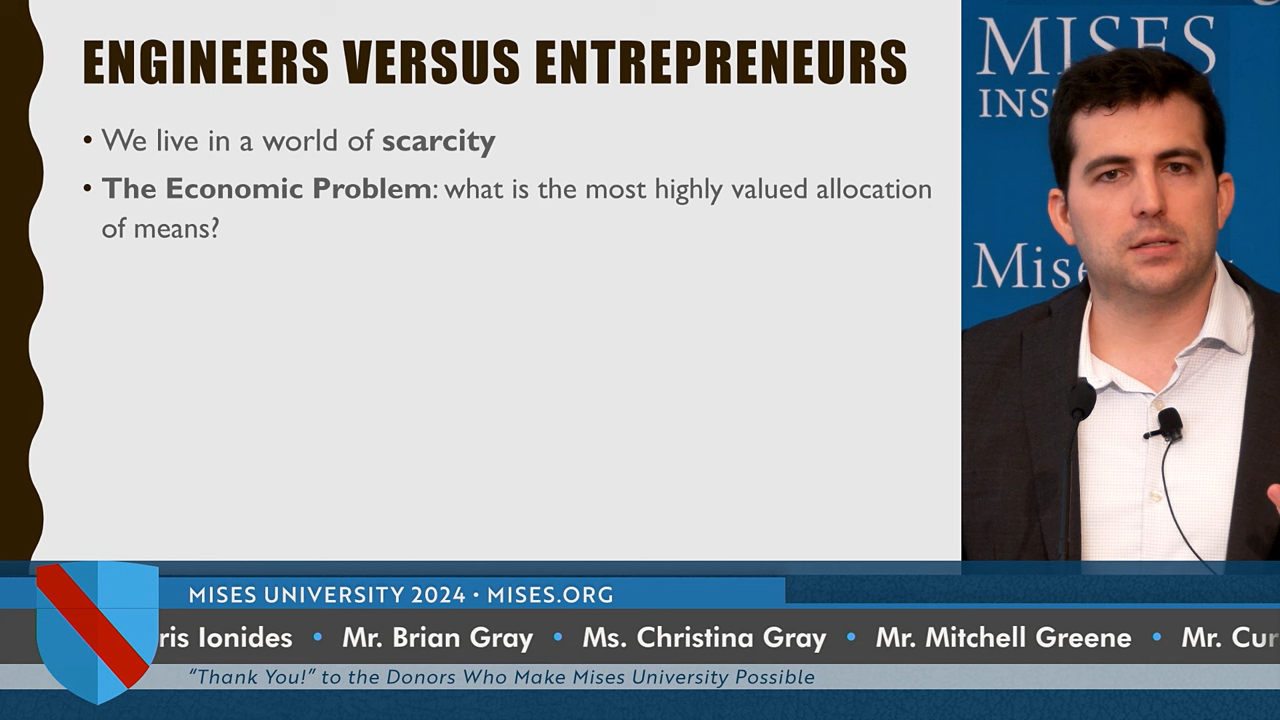 ENGINEERS VERSUS ENTREPRENEURS
• We live in a world of scarcity
• The Economic Problem: what is the most highly valued allocation
of means?
MISES
INST
Mise
MISES UNIVERSITY 2024 • MISES.ORG
ris Ionides • Mr. Brian Gray • Ms. Christina Gray • Mr. Mitchell Greene • Mr. Cur
“Thank You!” to the Donors Who Make Mises University Possible